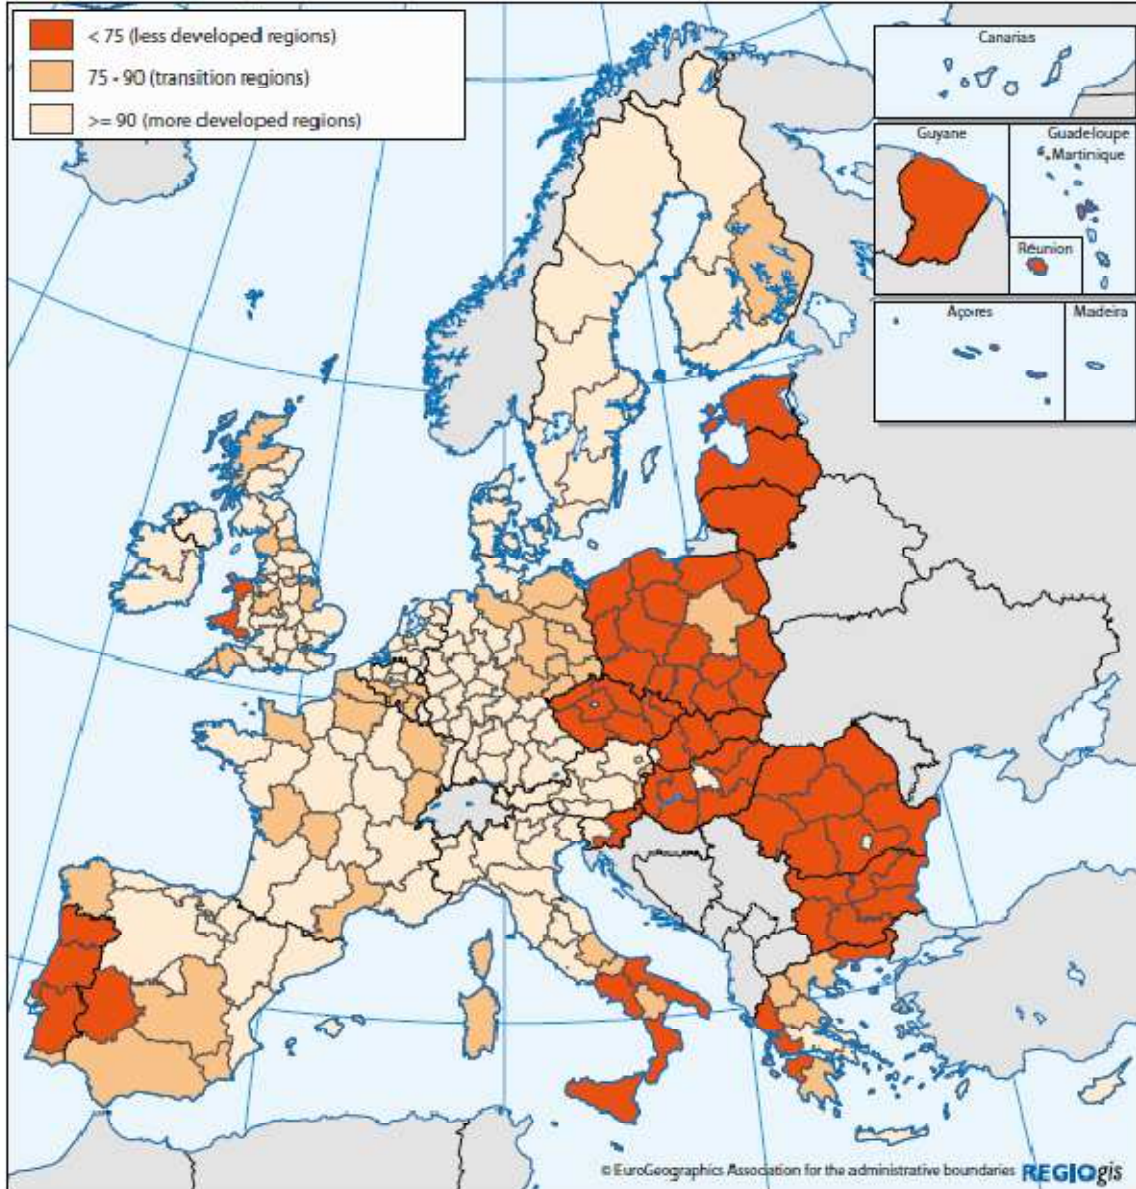 < 75 (less developed regions)
75 - 90 (transition regions)
>= 90 (more developed regions)
Canarias
Guyane
Guadeloupe
Martinique
Réunion
Açores
Madeira
© EuroGeographics Association for the administrative boundaries REGIOgis